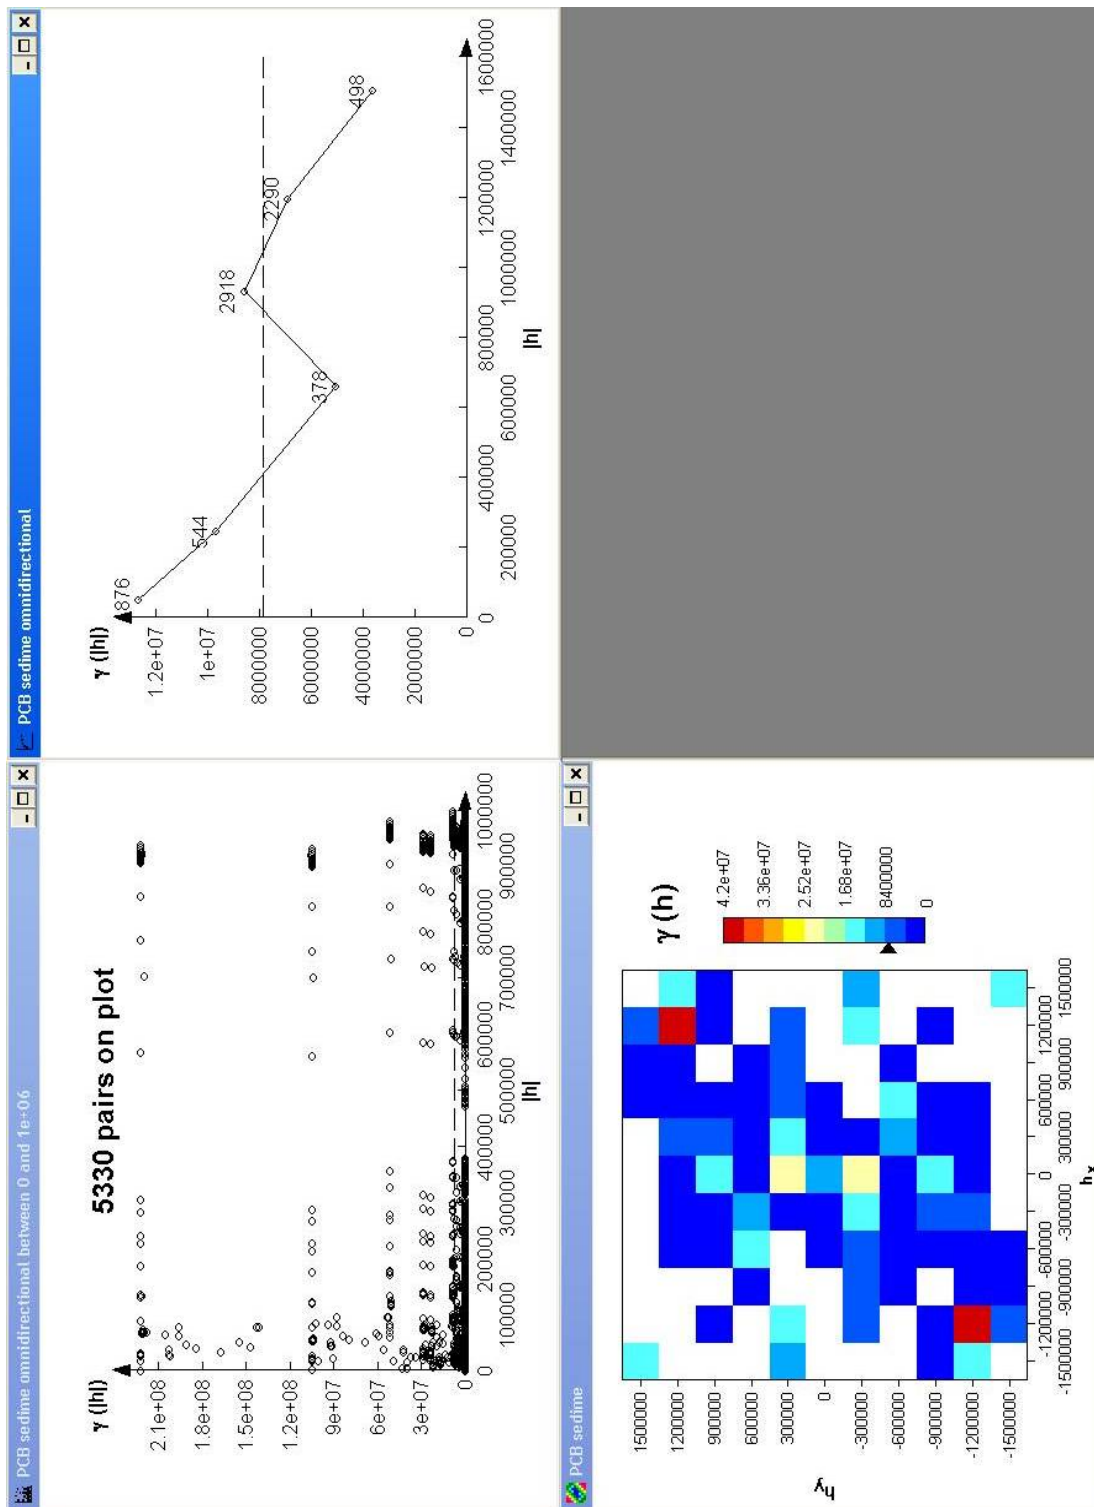 PCB sedime omnidirectional between 0 and 1e+06
γ (|h|)
5330 pairs on plot
2.1e+08
1.8e+08
1.5e+08
1.2e+08
9e+07
6e+07
3e+07
0
0 100000 200000 300000 400000 500000 600000 700000 800000 900000 1000000
|h|
PCB sedime omnidirectional
γ (|h|)
1.2e+07
1e+07
8000000
6000000
4000000
2000000
0
876
544
378
2918
2290
498
0 200000 400000 600000 800000 1000000 1200000 1400000 1600000
|h|
PCB sedime
hy
1500000
1200000
900000
600000
300000
0
-300000
-600000
-9000000
-1200000
-1500000
-1500000 -1200000 -900000 -600000 -300000 0 300000 600000 900000 1200000 1500000
hx
γ (h)
4.2e+07
3.36e+07
2.52e+07
1.68e+07
8400000
0